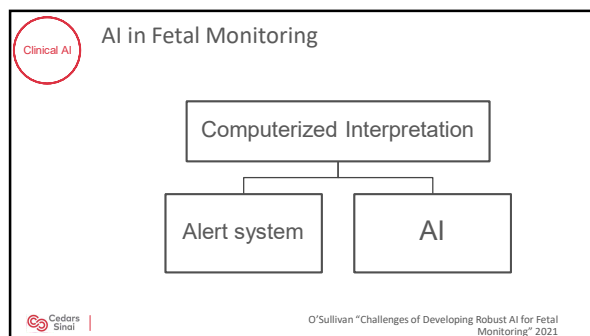 Clinical AI
AI in Fetal Monitoring
Computerized Interpretation
Alert system
AI
Cedars
Sinai
O'Sullivan "Challenges of Developing Robust AI for Fetal
Monitoring" 2021